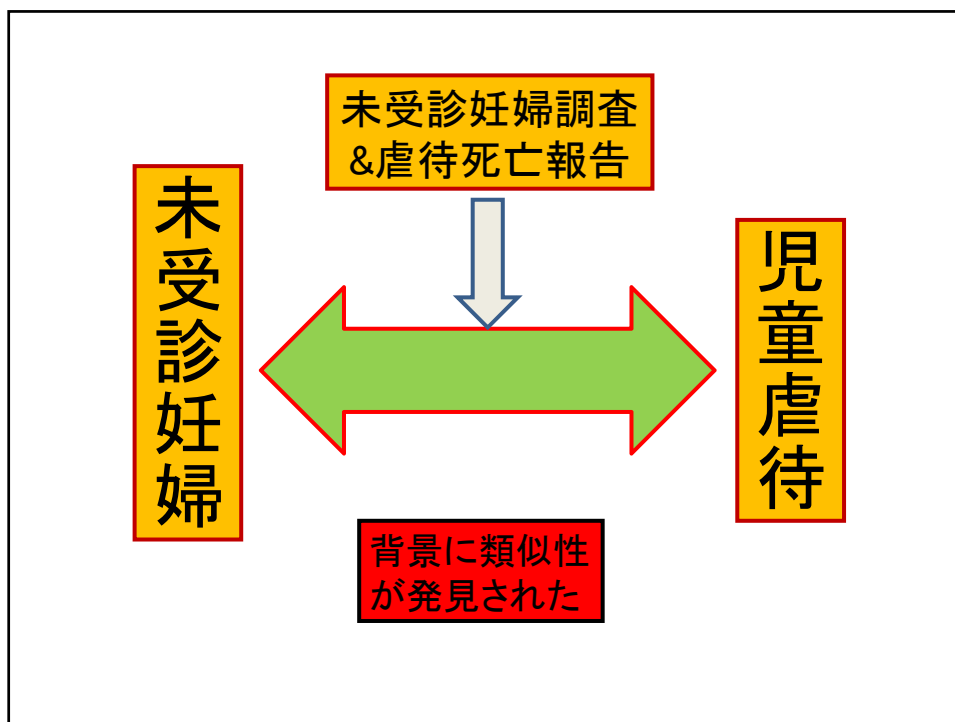 未受診妊婦調査
&虐待死亡報告
未受診妊婦
児童虐待
背景に類似性
が発見された